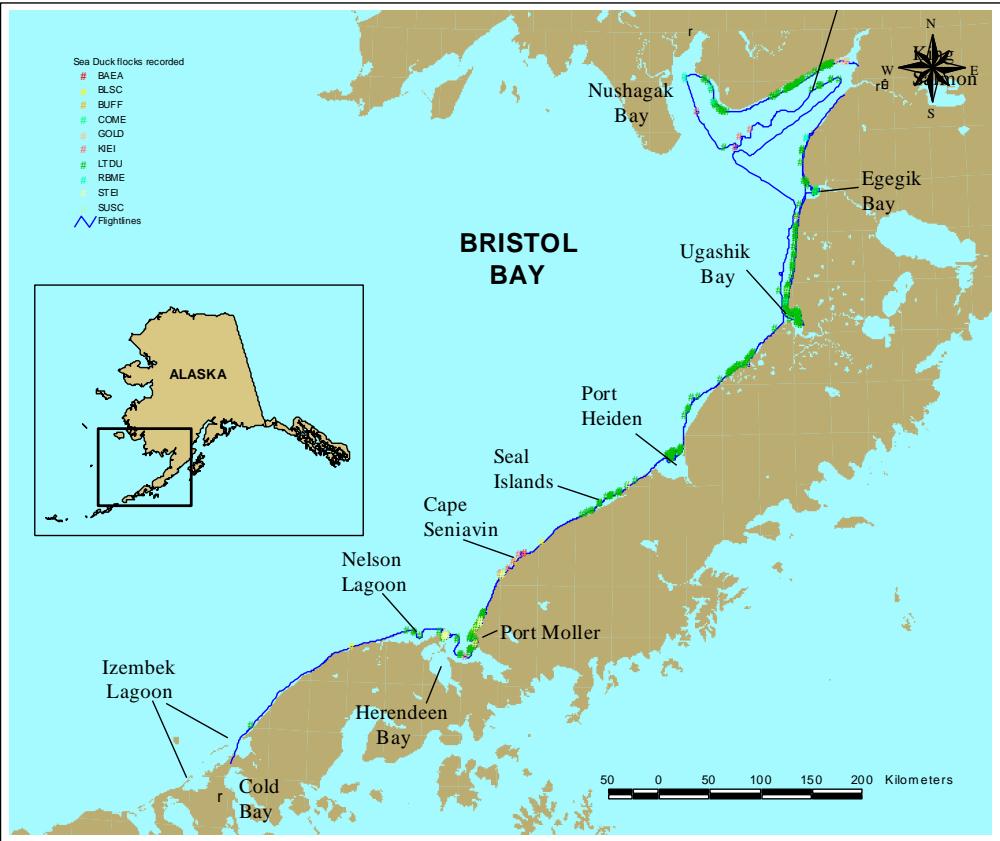 Sea Duck flocks recorded
# BAEA
# BLSC
# BUFF
# COME
# GOLD
# KIEI
# LTDU
# RBME
# STEI
# SUSC
Flightlines
N
W
E
S
King
Salmon
r
r
Nushagak
Bay
Egegik
Bay
BRISTOL
BAY
Ugashik
Bay
ALASKA
Port
Heiden
Seal
Islands
Cape
Seniavin
Nelson
Lagoon
Port Moller
Izembek
Lagoon
Herendeen
Bay
Cold
Bay
r
50 0 50 100 150 200 Kilometers